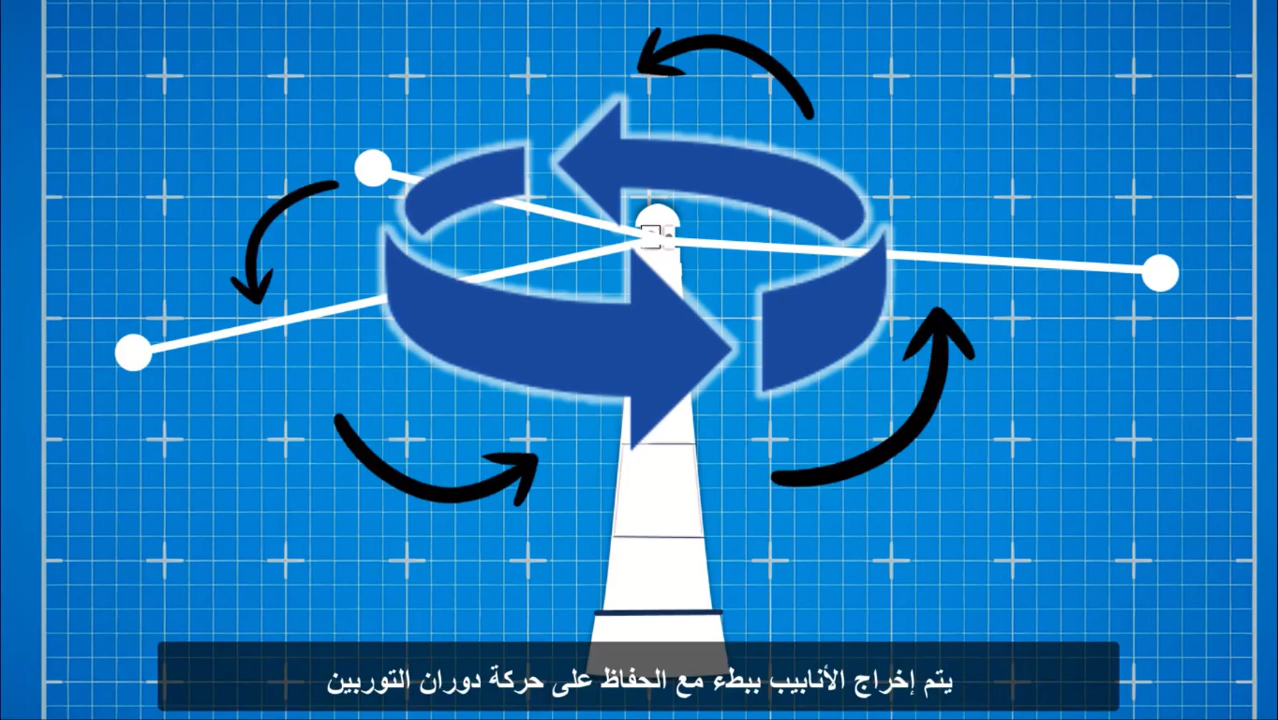 يتم إخراج الأنابيب ببطء مع الحفاظ على حركة دوران التوربين